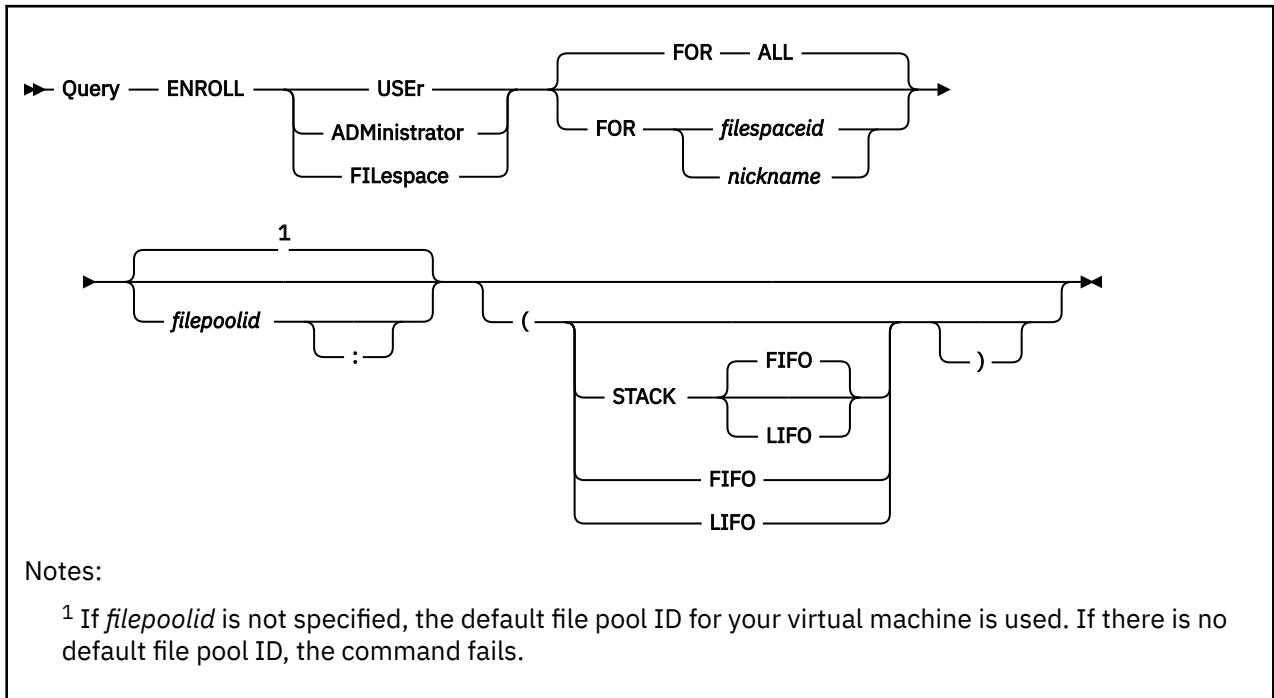 FOR ALL
Query ENROLL USEr
ADMinistrator FOR filespaceid
FILespace nickname
1
filepoolid (
: FIFO )
STACK
LIFO
FIFO
LIFO
Notes:
1 If filepoolid is not specified, the default file pool ID for your virtual machine is used. If there is no
default file pool ID, the command fails.